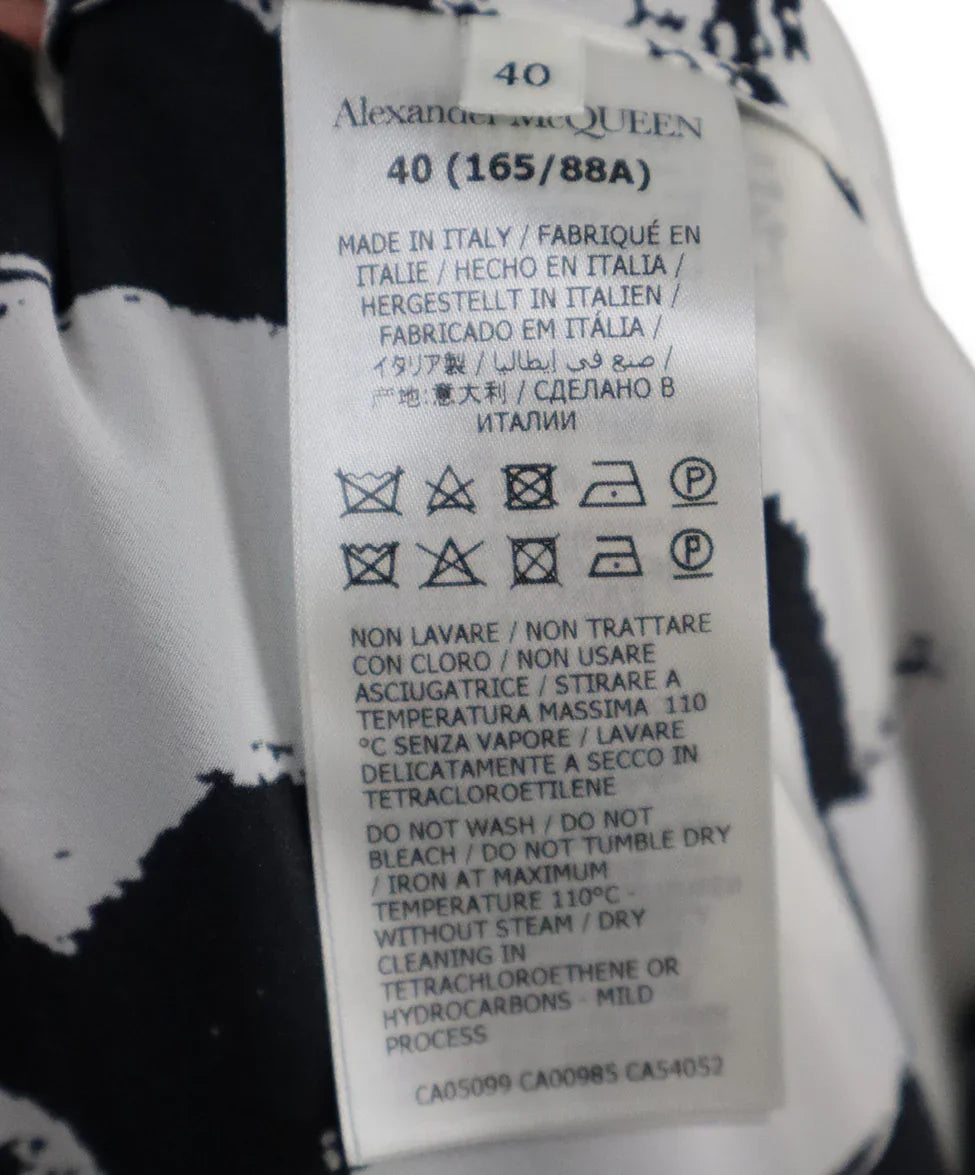 40
Alexander McQUEEN
40 (165/88A)
MADE IN ITALY / FABRIQUÉ EN
ITALIE / HECHO EN ITALIA /
HERGESTELLT IN ITALIEN /
FABRICADO EM ITÁLIA /
イタリア製 / صنع في إيطاليا /
产地:意大利 / СДЕЛАНО В
ИТАЛИИ
P
P
NON LAVARE / NON TRATTARE
CON CLORO / NON USARE
ASCIUGATRICE / STIRARE A
TEMPERATURA MASSIMA 110
°C SENZA VAPORE / LAVARE
DELICATAMENTE A SECCO IN
TETRACLOROETILENE
DO NOT WASH / DO NOT
BLEACH / DO NOT TUMBLE DRY
/ IRON AT MAXIMUM
TEMPERATURE 110°C -
WITHOUT STEAM / DRY
CLEANING IN
TETRACHLOROETHENE OR
HYDROCARBONS - MILD
PROCESS
CA05099 CA00985 CA54052